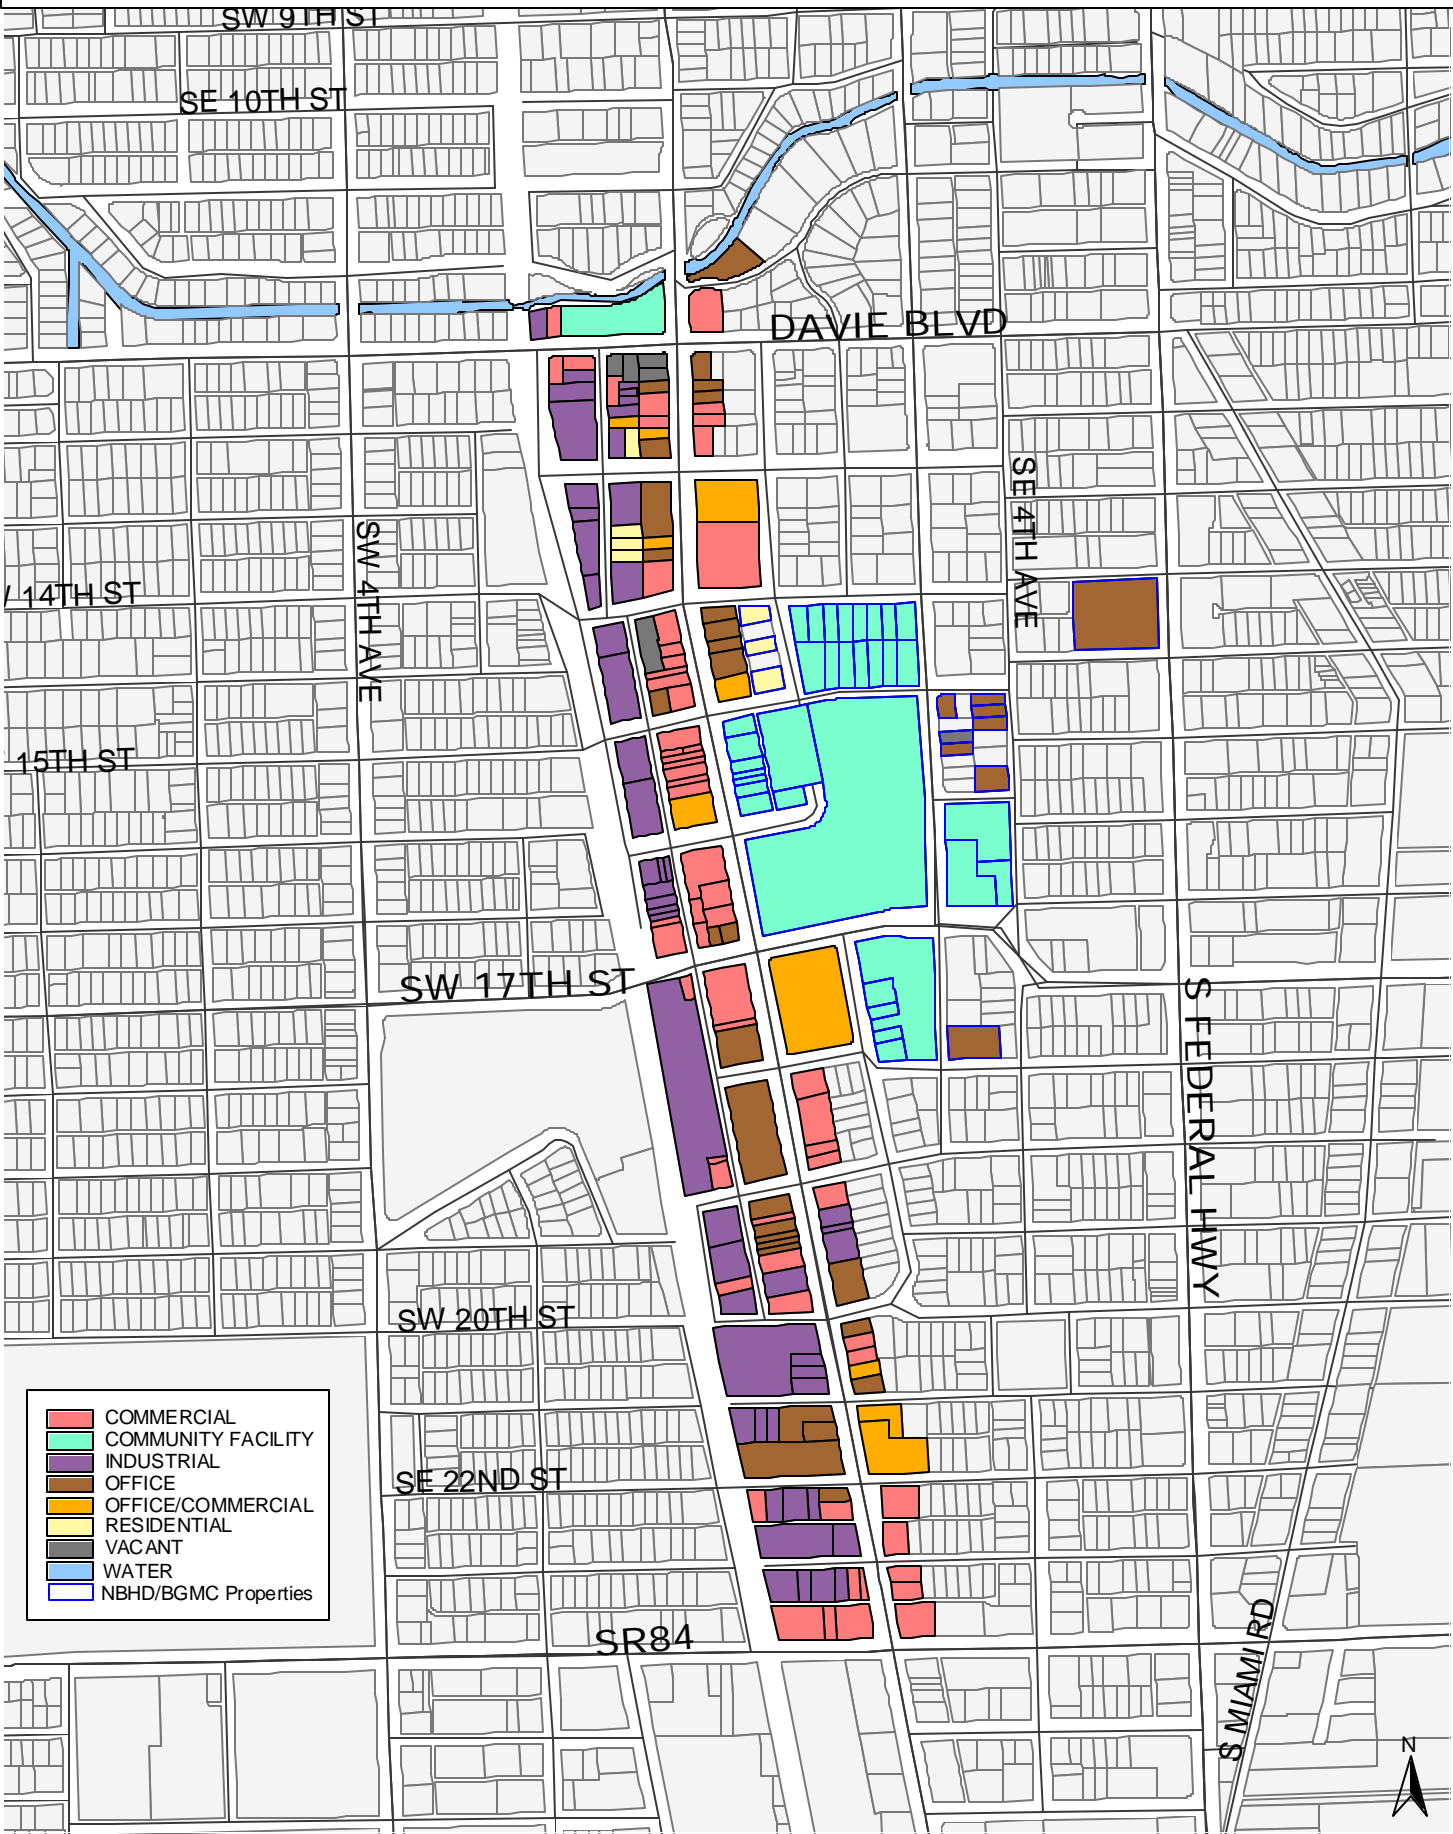 SW 9TH ST
SE 10TH ST
DAVIE BLVD
SE 4TH AVE
SW 4TH AVE
/ 14TH ST
15TH ST
SW 17TH ST
S FEDERAL HWY
SW 20TH ST
COMMERCIAL
COMMUNITY FACILITY
INDUSTRIAL
OFFICE
OFFICE/COMMERCIAL
RESIDENTIAL
VACANT
WATER
NBHD/BGMC Properties
SE 22ND ST
SR84
S MIAMI RD
N